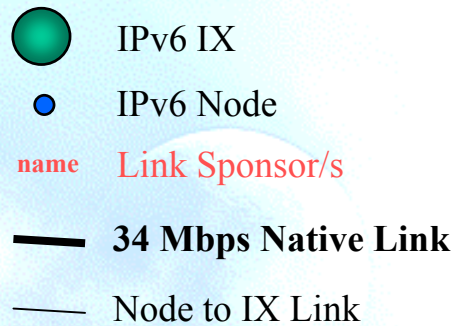 IPv6 IX
IPv6 Node
name Link Sponsor/s
34 Mbps Native Link
Node to IX Link